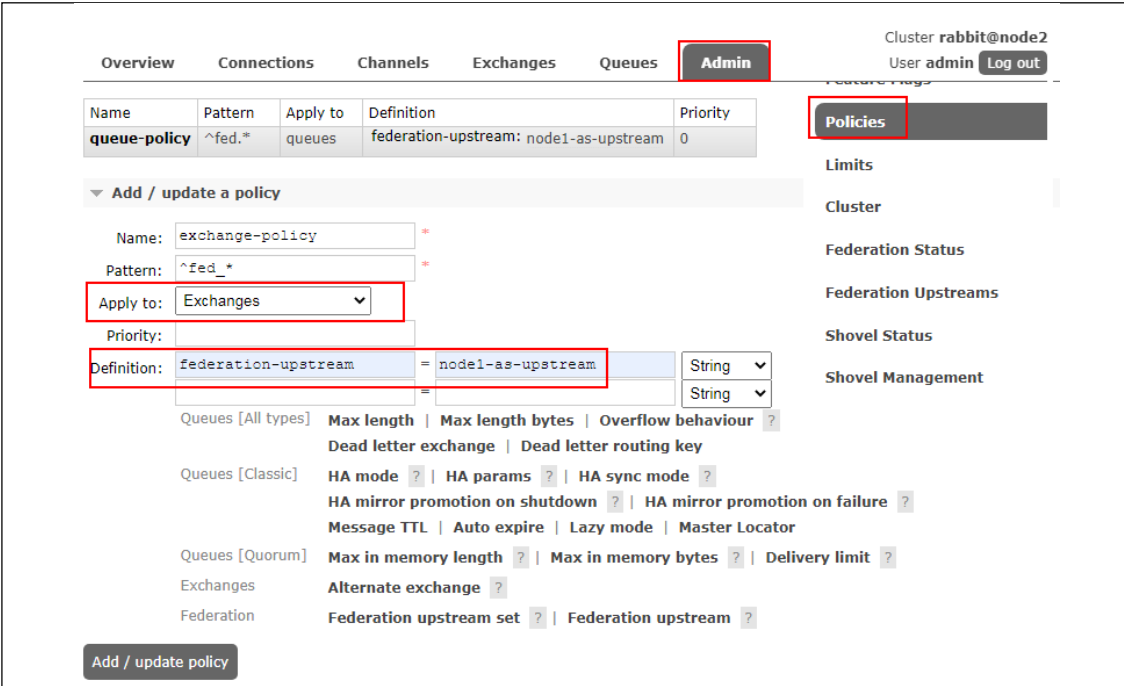 Cluster rabbit@node2
Overview Connections Channels Exchanges Queues Admin User admin Log out
Feature Flags
Name Pattern Apply to Definition Priority
queue-policy ^fed.* queues federation-upstream: node1-as-upstream 0
Policies
Limits
Cluster
Federation Status
Federation Upstreams
Shovel Status
Shovel Management
Add / update a policy
Name: exchange-policy *
Pattern: ^fed_* *
Apply to: Exchanges
Priority:
Definition: federation-upstream = node1-as-upstream String
= String
Queues [All types] Max length | Max length bytes | Overflow behaviour ?
Dead letter exchange | Dead letter routing key
Queues [Classic] HA mode ? | HA params ? | HA sync mode ?
HA mirror promotion on shutdown ? | HA mirror promotion on failure ?
Message TTL | Auto expire | Lazy mode | Master Locator
Queues [Quorum] Max in memory length ? | Max in memory bytes ? | Delivery limit ?
Exchanges Alternate exchange ?
Federation Federation upstream set ? | Federation upstream ?
Add / update policy